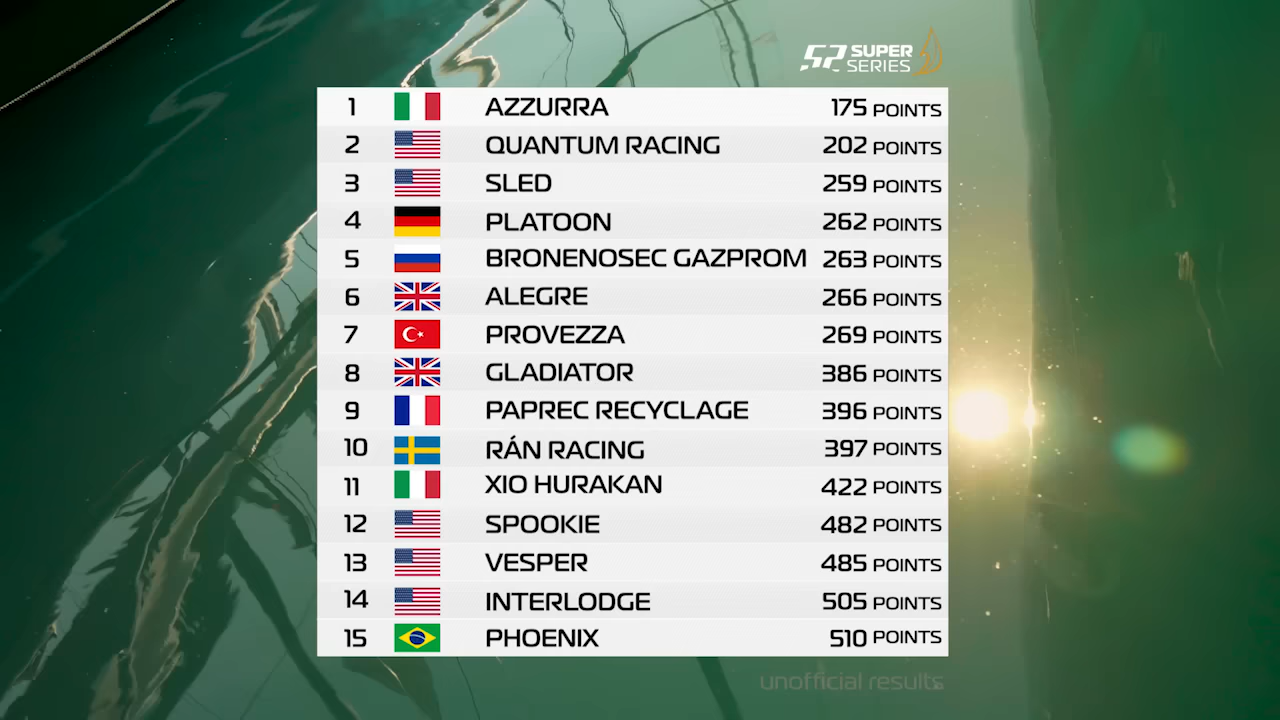 52 SUPER SERIES
1 AZZURRA 175 POINTS
2 QUANTUM RACING 202 POINTS
3 SLED 259 POINTS
4 PLATOON 262 POINTS
5 BRONENOSEC GAZPROM 263 POINTS
6 ALEGRE 266 POINTS
7 PROVEZZA 269 POINTS
8 GLADIATOR 386 POINTS
9 PAPREC RECYCLAGE 396 POINTS
10 RÁN RACING 397 POINTS
11 XIO HURAKAN 422 POINTS
12 SPOOKIE 482 POINTS
13 VESPER 485 POINTS
14 INTERLODGE 505 POINTS
15 PHOENIX 510 POINTS
unofficial results